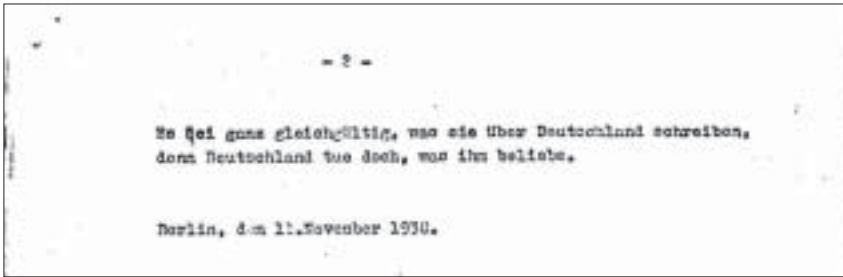 - 2 -
Es sei ganz gleichgültig, was sie über Deutschland schreiben,
denn Deutschland tue doch, was ihm beliebe.
Berlin, den November